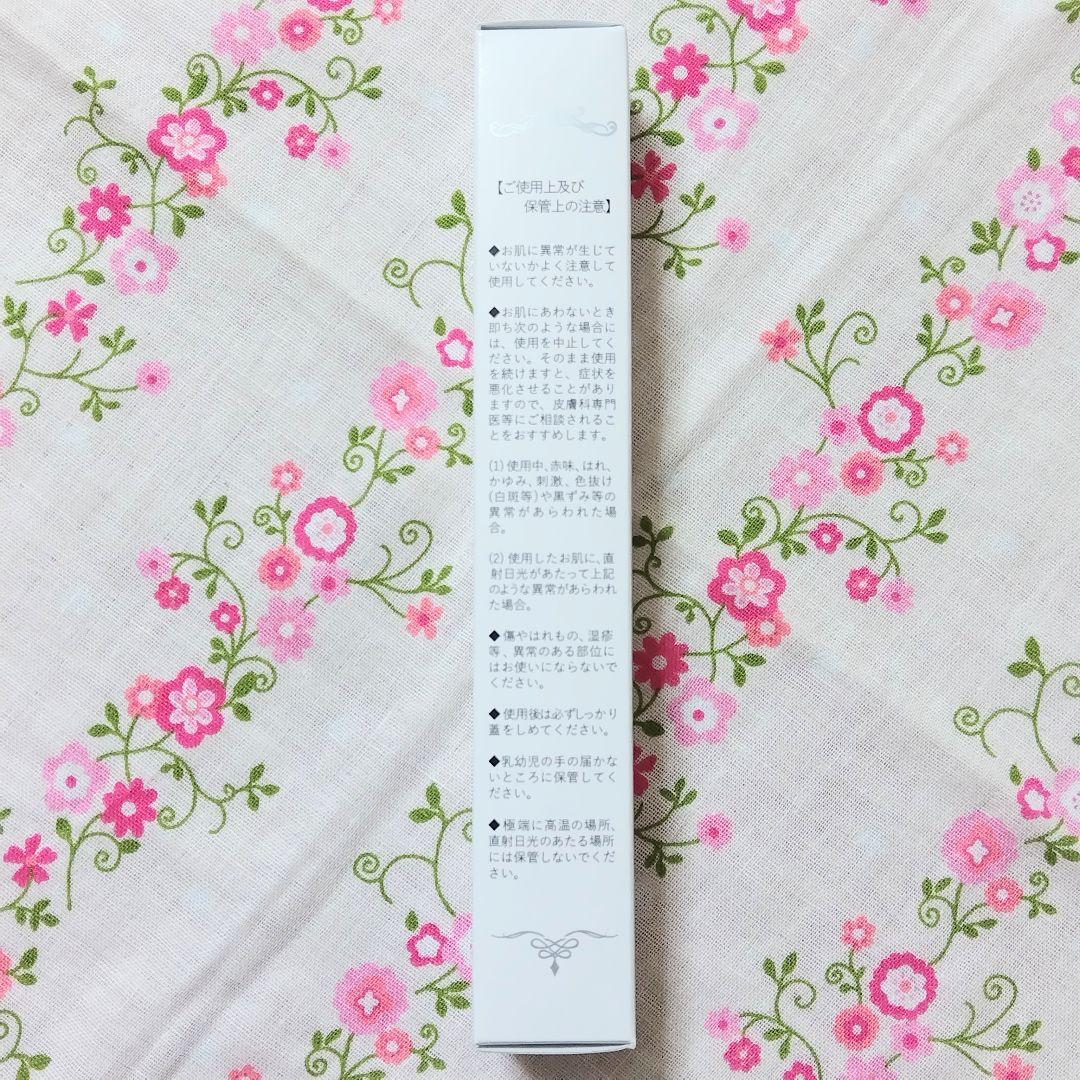 【ご使用上及び
保管上の注意】
◆お肌に異常が生じて
いないかよく注意して
使用してください。
◆お肌にあわないとき
即ち次のような場合に
は、使用を中止してく
ださい。そのまま使用
を続けますと、症状を
悪化させることがあり
ますので、皮膚科専門
医等にご相談されるこ
とをおすすめします。
(1)使用中、赤味、はれ、
かゆみ、刺激、色抜け
(白斑等)や黒ずみ等の
異常があらわれた場
合。
(2)使用したお肌に、直
射日光があたって上記
のような異常があらわれ
た場合。
◆傷やはれもの、湿疹
等、異常のある部位に
はお使いにならないで
ください。
◆使用後は必ずしっかり
蓋をしめてください。
◆乳幼児の手の届かな
いところに保管してく
ださい。
◆極端に高温の場所、
直射日光のあたる場所
には保管しないでくだ
さい。